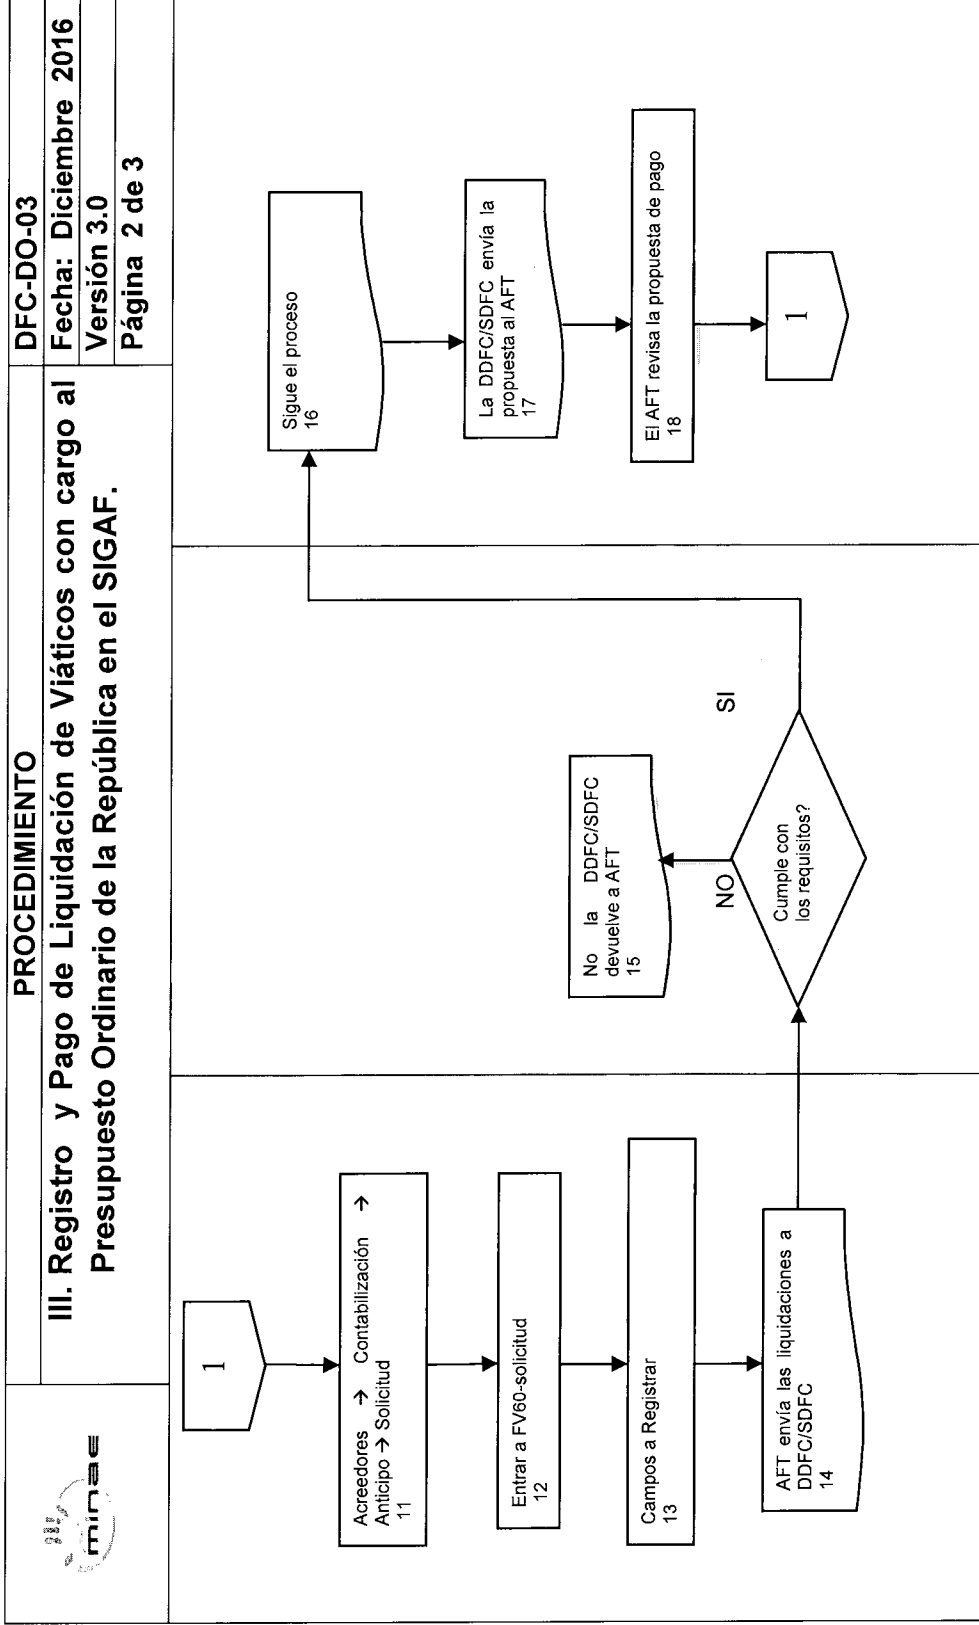 minae
PROCEDIMIENTO
III. Registro y Pago de Liquidación de Viáticos con cargo al
Presupuesto Ordinario de la República en el SIGAF.
DFC-DO-03
Fecha: Diciembre 2016
Versión 3.0
Página 2 de 3
1
Acreedores → Contabilización →
Anticipo → Solicitud
11
Entrar a FV60-solicitud
12
Campos a Registrar
13
AFT envía las liquidaciones a
DDFC/SDFC
14
No la DDFC/SDFC
devuelve a AFT
15
NO
SI
Cumple con
los requisitos?
Sigue el proceso
16
La DDFC/SDFC envía la
propuesta al AFT
17
El AFT revisa la propuesta de pago
18
1